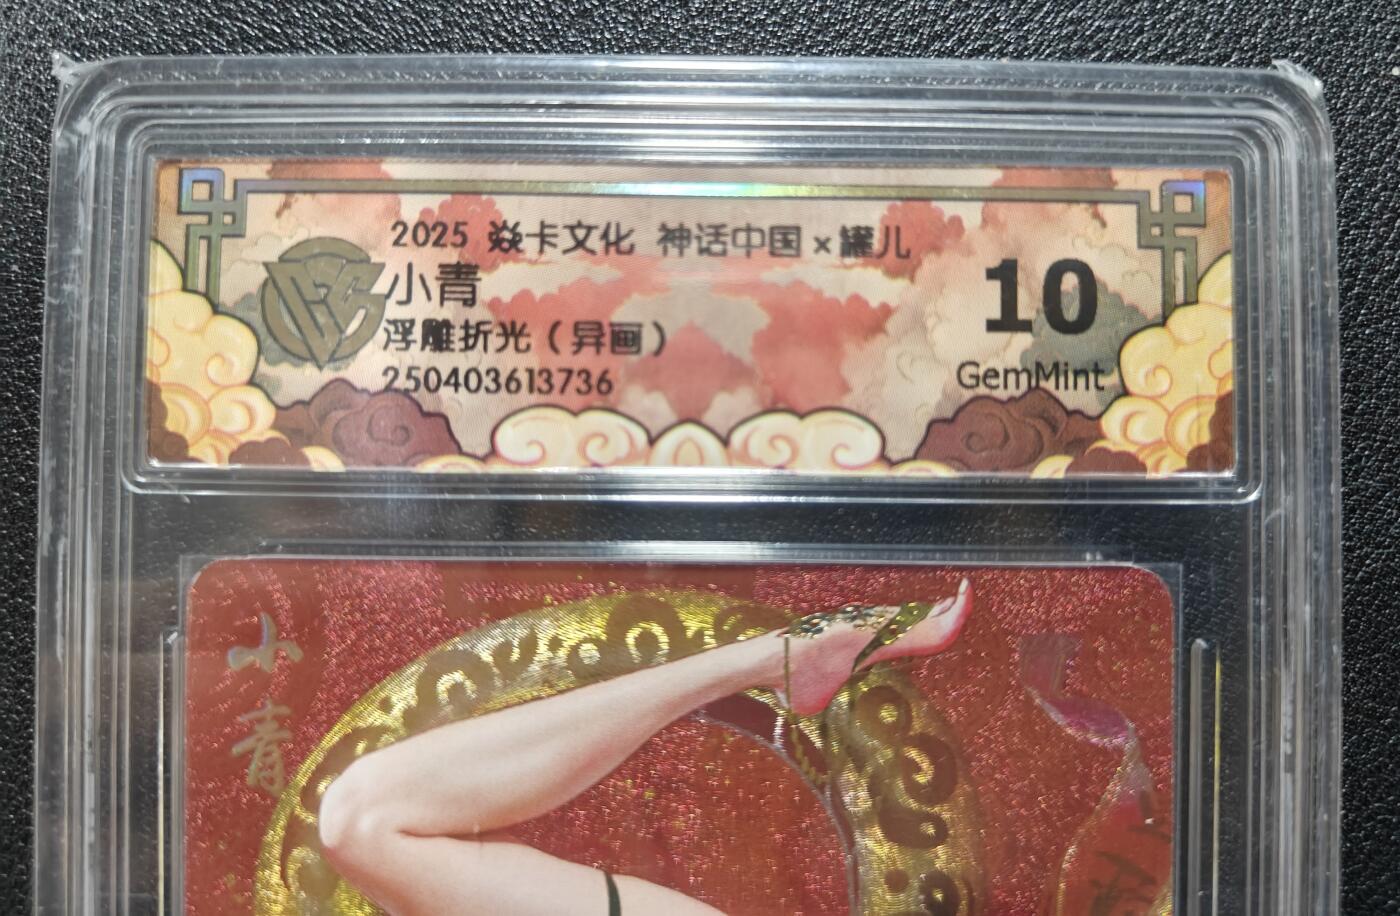 2025 焱卡文化 神话中国×罐儿
小青
浮雕折光（异画）
250403613736
10
GemMint
小青